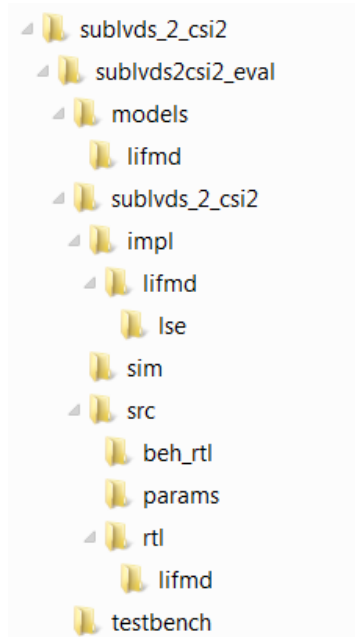 sublvds_2_csi2
sublvds2csi2_eval
models
lifmd
sublvds_2_csi2
impl
lifmd
lse
sim
src
beh_rtl
params
rtl
lifmd
testbench